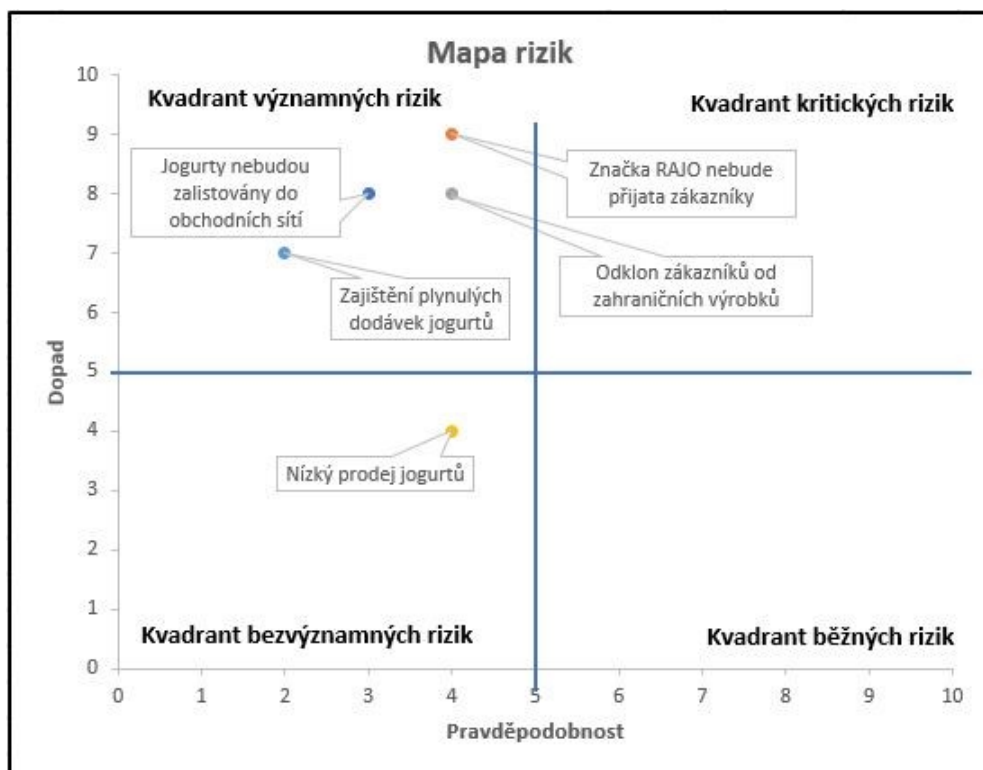 Mapa rizik
10
Kvadrant významných rizik
Kvadrant kritických rizik
9
Jogurty nebudou
zalistovány do
obchodních sítí
Značka RAJO nebude
přijata zákazníky
8
7
Zajištění plynulých
dodávek jogurtů
Odklon zákazníků od
zahraničních výrobků
6
5
Dopad
4
Nízký prodej jogurtů
3
2
1
Kvadrant bezvýznamných rizik
Kvadrant běžných rizik
0
0 1 2 3 4 5 6 7 8 9 10
Pravděpodobnost